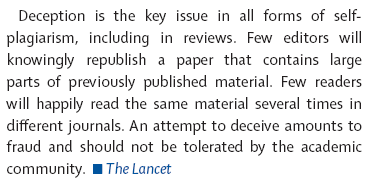 Deception is the key issue in all forms of self-
plagiarism, including in reviews. Few editors will
knowingly republish a paper that contains large
parts of previously published material. Few readers
will happily read the same material several times in
different journals. An attempt to deceive amounts to
fraud and should not be tolerated by the academic
community. ■ The Lancet